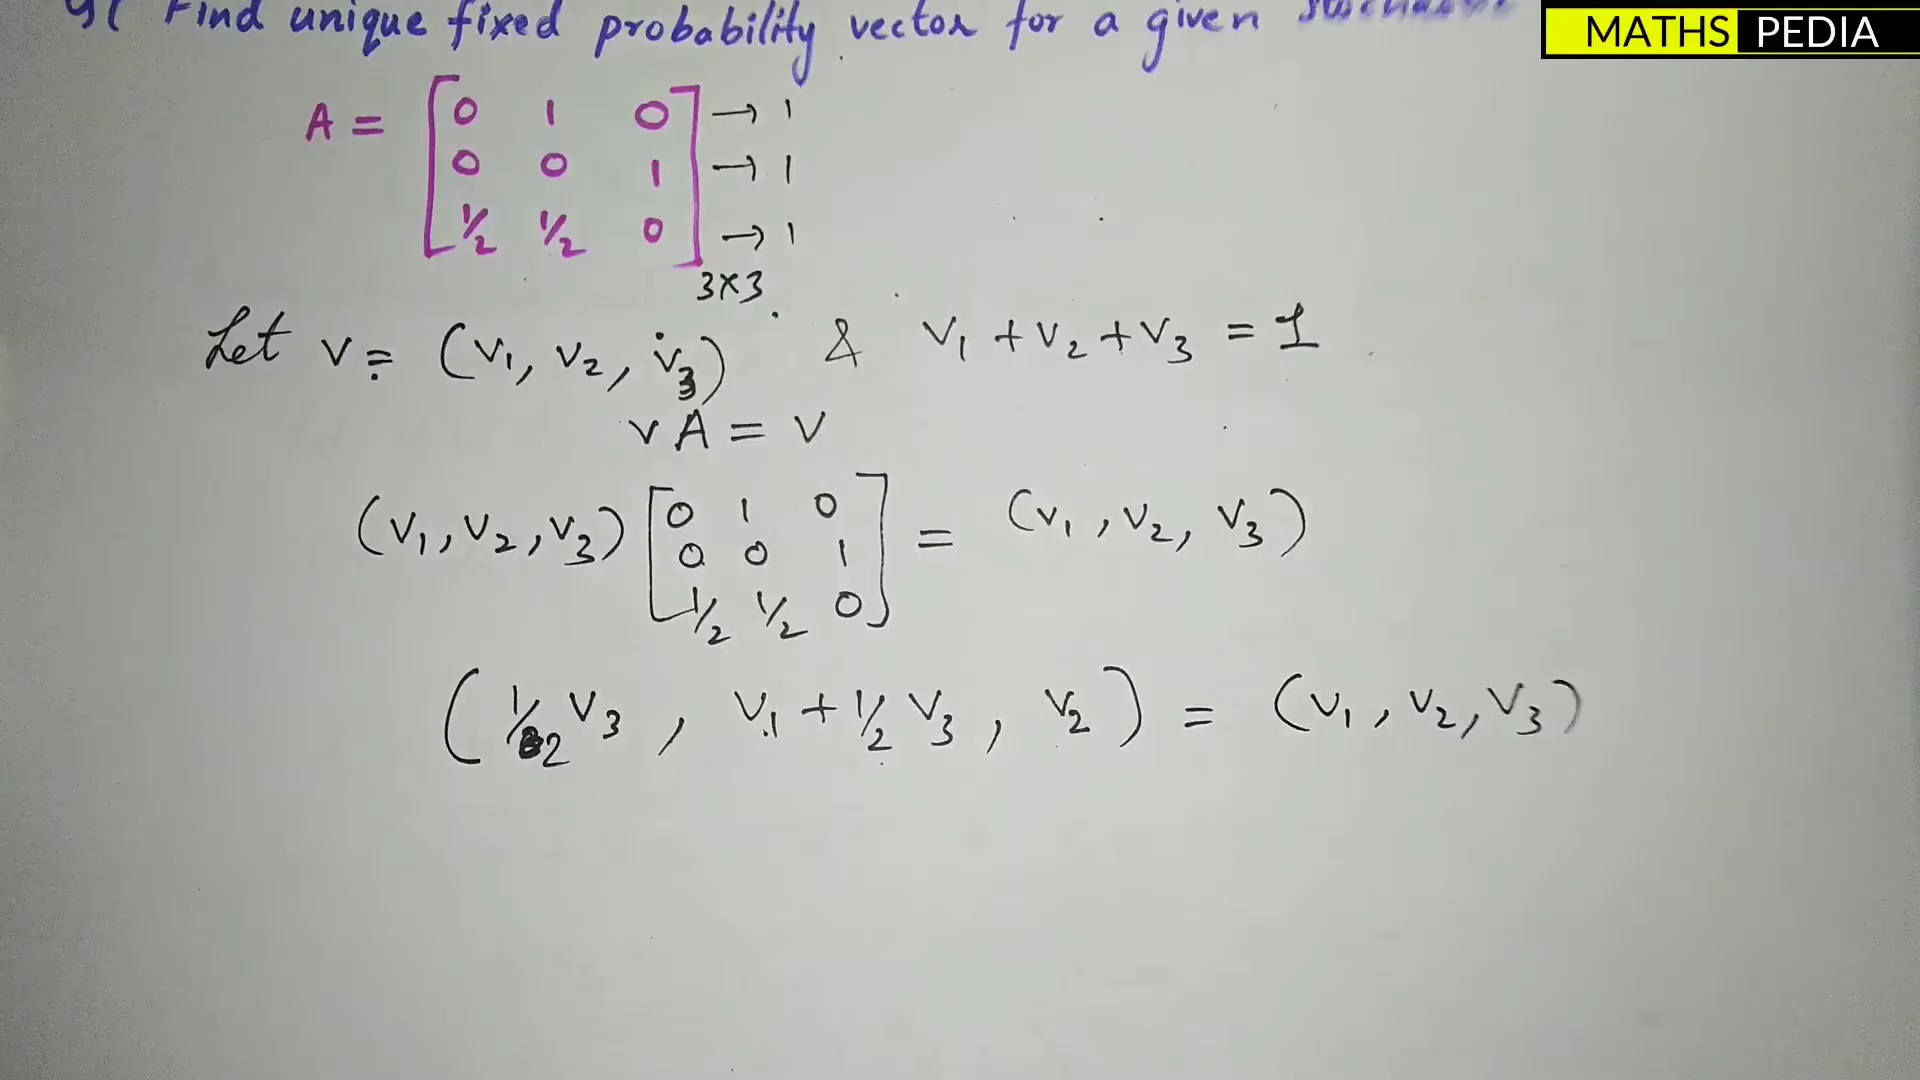 Find unique fixed probability vector for a given
MATHS PEDIA
A = [0 1 0] → 1
[0 0 1] → 1
[1/2 1/2 0] → 1
3×3
Let v = (v₁, v₂, v₃) & v₁ + v₂ + v₃ = 1
v A = v
(v₁, v₂, v₃) [0 1 0; 0 0 1; 1/2 1/2 0] = (v₁, v₂, v₃)
(1/2 v₃, v₁ + 1/2 v₃, v₂) = (v₁, v₂, v₃)